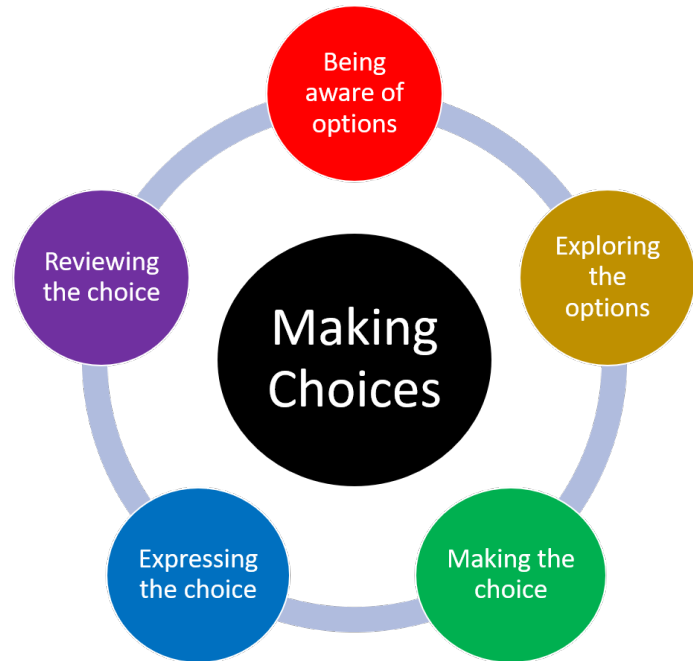 Being
aware of
options
Exploring
the
options
Making the
choice
Expressing
the choice
Reviewing
the choice
Making
Choices